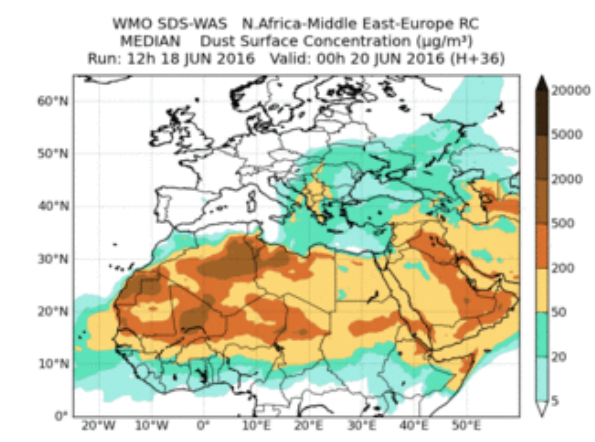 WMO SDS-WAS N.Africa-Middle East-Europe RC
MEDIAN Dust Surface Concentration (µg/m³)
Run: 12h 18 JUN 2016 Valid: 00h 20 JUN 2016 (H+36)
60°N
50°N
40°N
30°N
20°N
10°N
0°
20°W 10°W 0° 10°E 20°E 30°E 40°E 50°E
20000
5000
2000
500
200
50
20
5